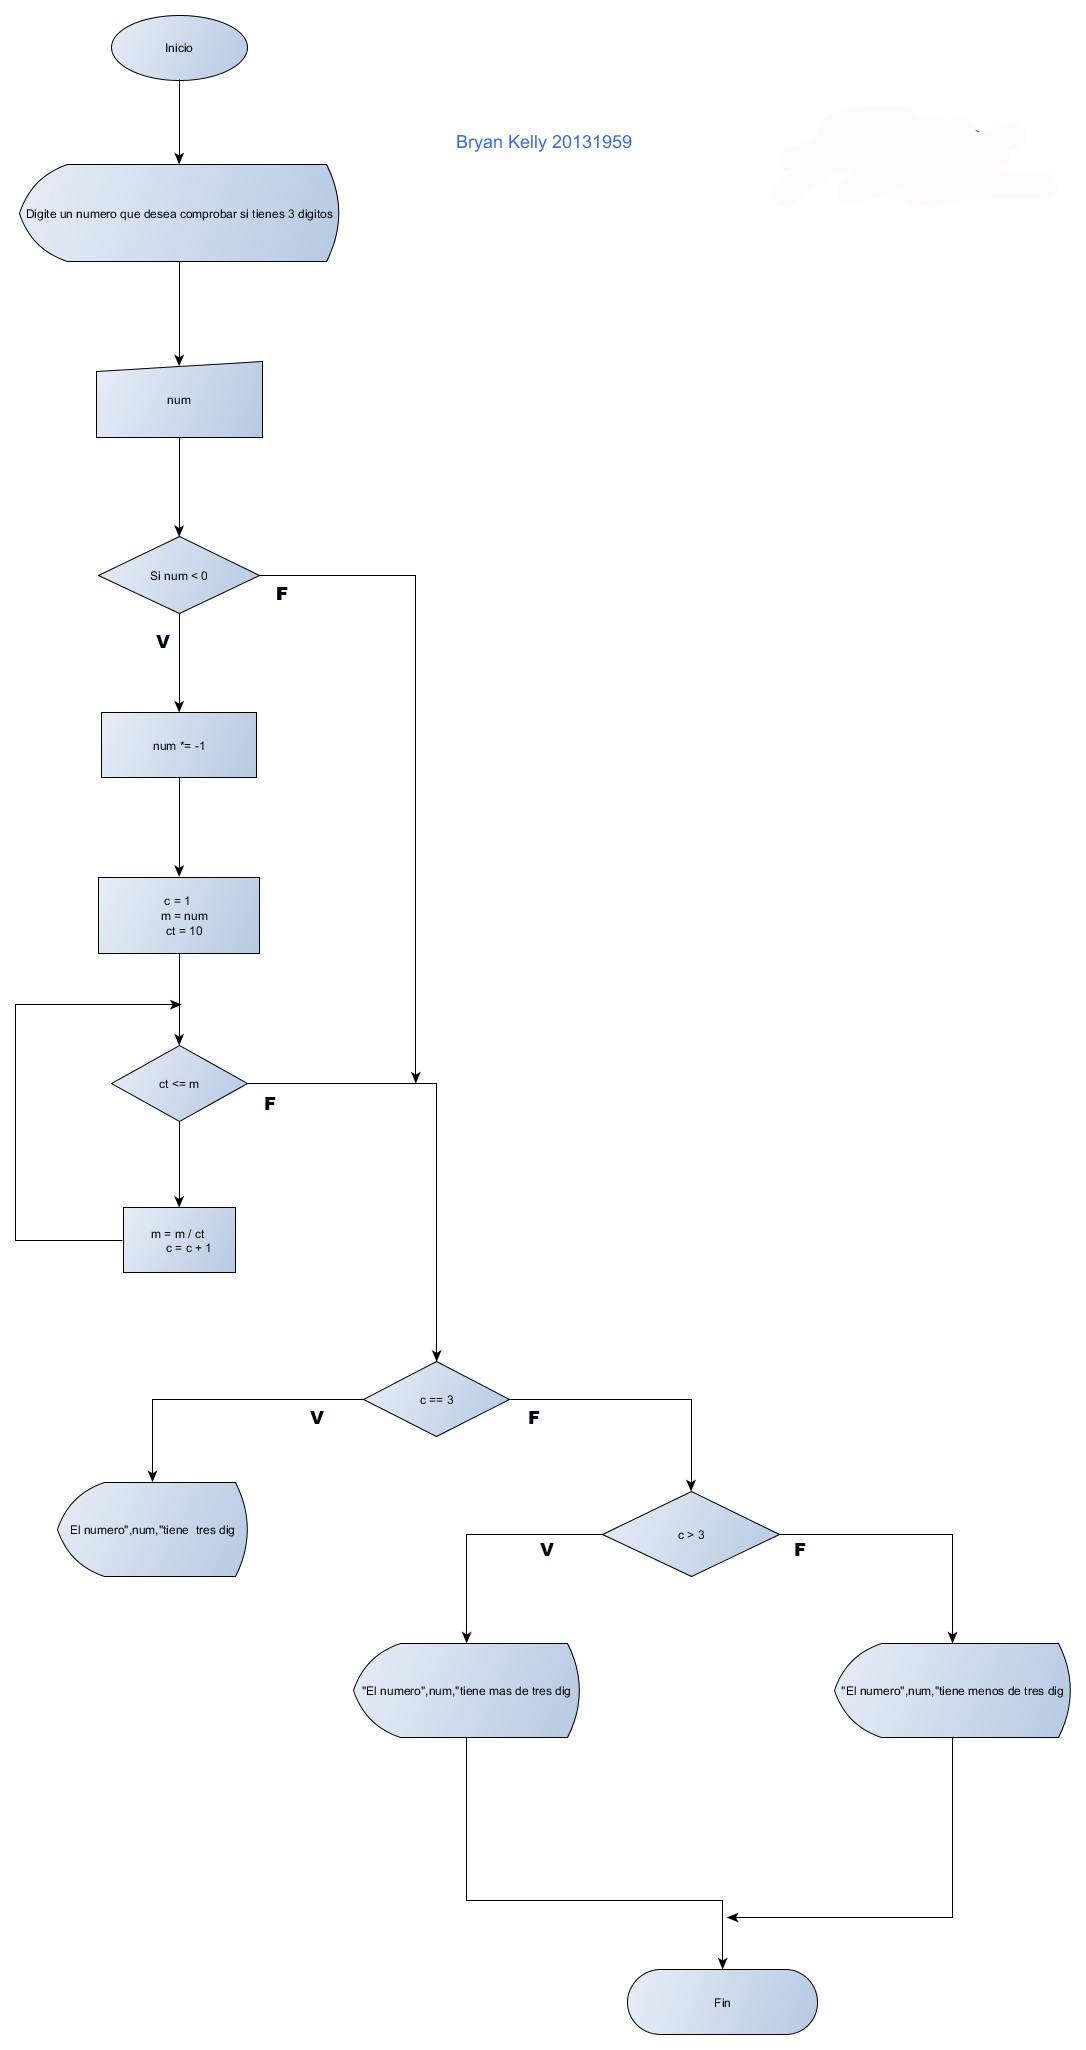 Inicio
Bryan Kelly 20131959
Digite un numero que desea comprobar si tienes 3 digitos
num
Si num < 0
F
V
num *= -1
c = 1
m = num
ct = 10
ct <= m
F
m = m / ct
c = c + 1
c == 3
V
F
El numero",num,"tiene  tres dig
c > 3
V
F
"El numero",num,"tiene mas de tres dig
"El numero",num,"tiene menos de tres dig
Fin